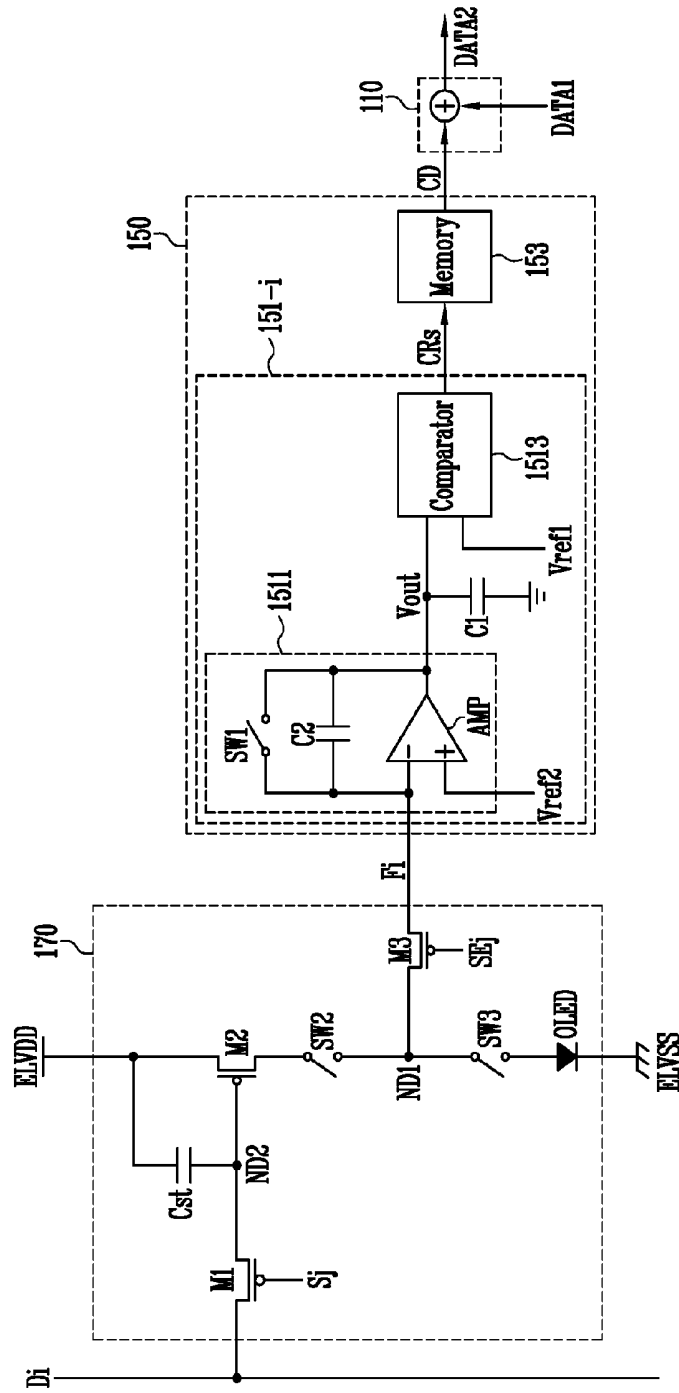 Di
170
ELVDD
Cst
M2
ND2
M1
Sj
SW2
ND1
SW3
OLED
ELVSS
M3
SEj
Fi
150
151-i
1511
SW1
C2
AMP
Vref2
Vout
C1
Comparator
1513
Vref1
CRs
Memory
153
CD
110
DATA1
DATA2